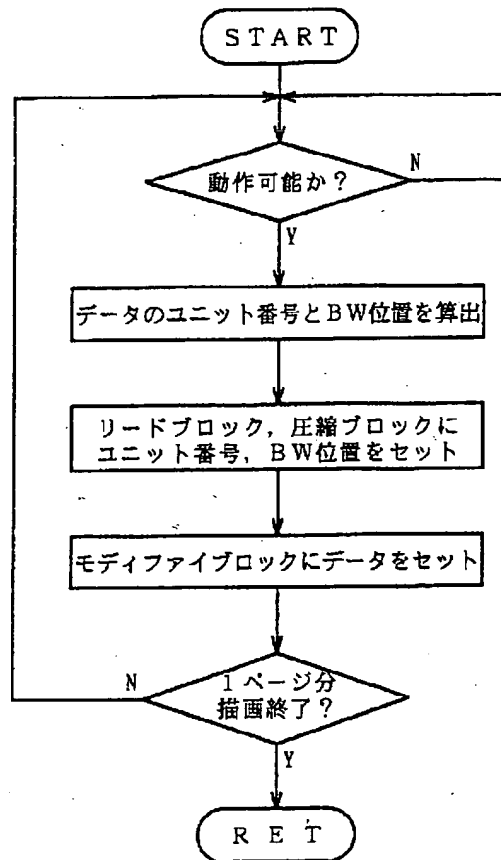 START
動作可能か？
N
Y
データのユニット番号とBW位置を算出
リードブロック，圧縮ブロックに
ユニット番号，BW位置をセット
モディファイブロックにデータをセット
N
1ページ分
描画終了？
Y
RET